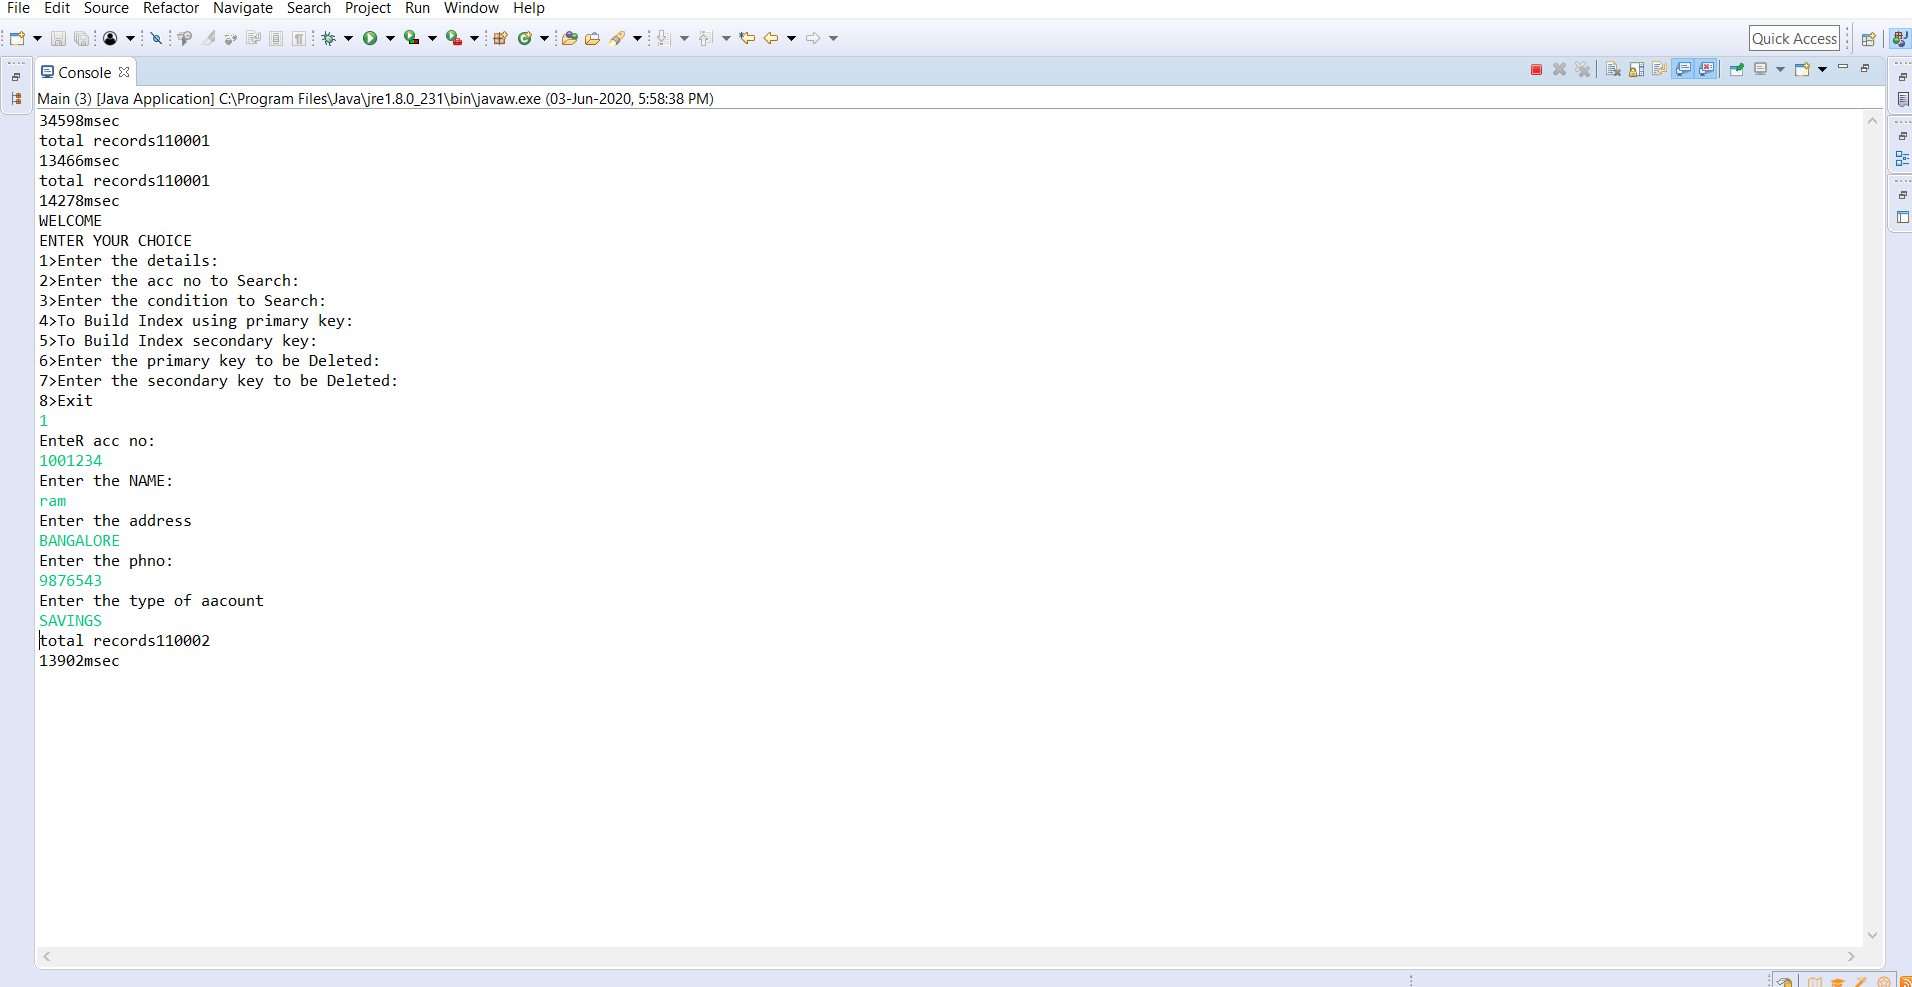 File Edit Source Refactor Navigate Search Project Run Window Help
Quick Access
Console
Main (3) [Java Application] C:\Program Files\Java\jre1.8.0_231\bin\javaw.exe (03-Jun-2020, 5:58:38 PM)
34598msec
total records110001
13466msec
total records110001
14278msec
WELCOME
ENTER YOUR CHOICE
1>Enter the details:
2>Enter the acc no to Search:
3>Enter the condition to Search:
4>To Build Index using primary key:
5>To Build Index secondary key:
6>Enter the primary key to be Deleted:
7>Enter the secondary key to be Deleted:
8>Exit
1
EnteR acc no:
1001234
Enter the NAME:
ram
Enter the address
BANGALORE
Enter the phno:
9876543
Enter the type of aacount
SAVINGS
total records110002
13902msec